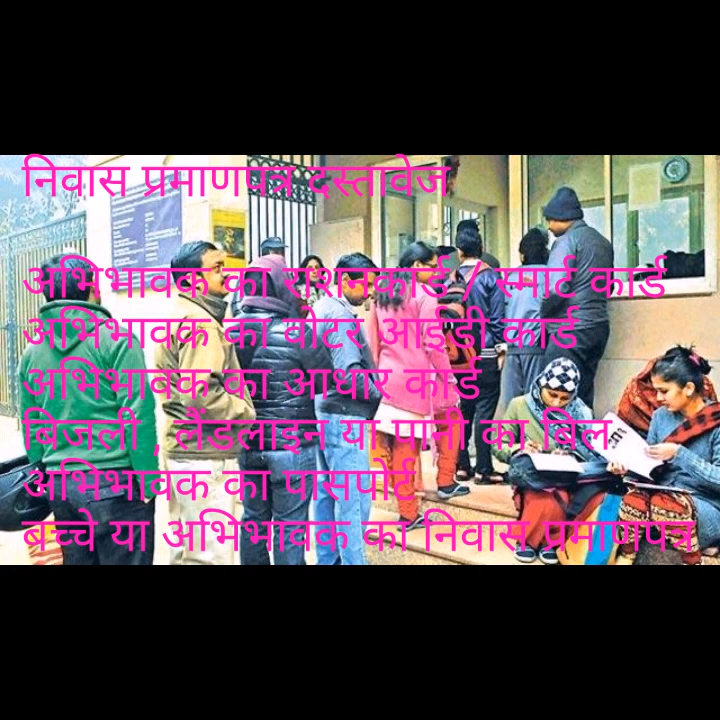 निवास प्रमाणपत्र दस्तावेज
अभिभावक का राशनकार्ड / स्मार्ट कार्ड
अभिभावक का वोटर आईडी कार्ड
अभिभावक का आधार कार्ड
बिजली , लैंडलाइन या पानी का बिल
अभिभावक का पासपोर्ट
बच्चे या अभिभावक का निवास प्रमाणपत्र